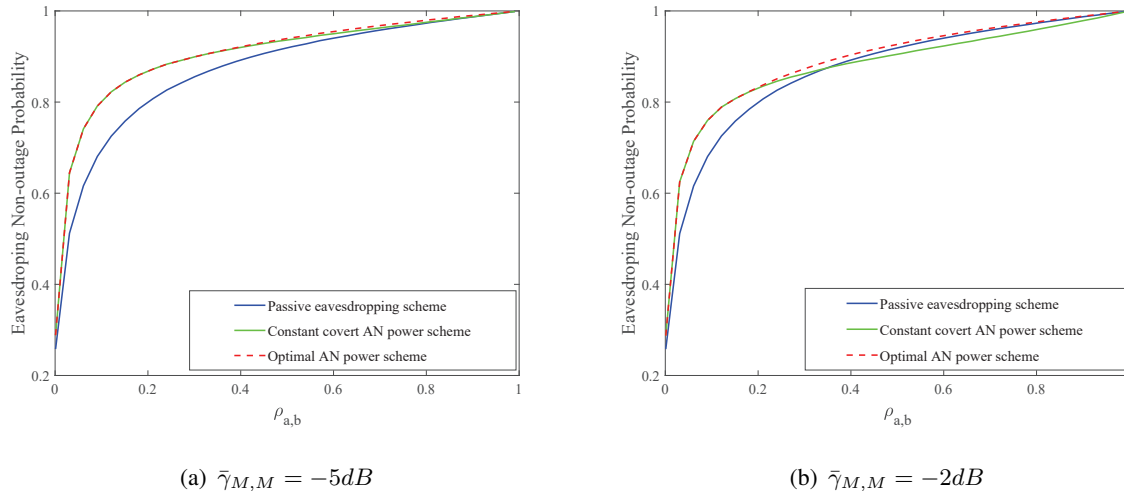 Eavesdroping Non-outage Probability
1
0.8
0.6
0.4
0.2
0
0.2
0.4
0.6
0.8
1
ρa,b
Passive eavesdropping scheme
Constant covert AN power scheme
Optimal AN power scheme
(a) γ̄M,M = −5dB
Eavesdroping Non-outage Probability
1
0.8
0.6
0.4
0.2
0
0.2
0.4
0.6
0.8
ρa,b
Passive eavesdropping scheme
Constant covert AN power scheme
Optimal AN power scheme
(b) γ̄M,M = −2dB